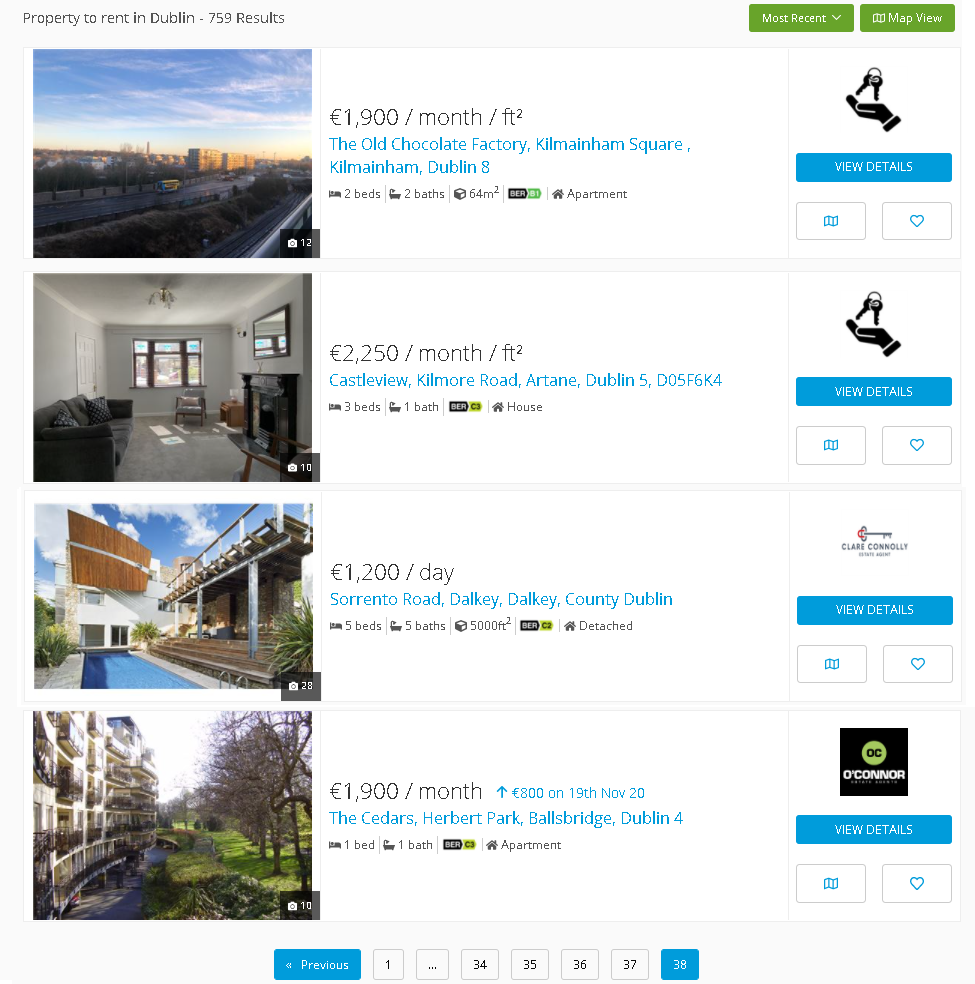 Property to rent in Dublin - 759 Results
Most Recent
Map View
€1,900 / month / ft²
The Old Chocolate Factory, Kilmainham Square ,
Kilmainham, Dublin 8
2 beds 2 baths 64m² BER B1 Apartment
12
VIEW DETAILS
€2,250 / month / ft²
Castleview, Kilmore Road, Artane, Dublin 5, D05F6K4
3 beds 1 bath BER C3 House
10
VIEW DETAILS
€1,200 / day
Sorrento Road, Dalkey, Dalkey, County Dublin
5 beds 5 baths 5000ft² BER C2 Detached
28
CLARE CONNOLLY
ESTATE AGENT
VIEW DETAILS
€1,900 / month €800 on 19th Nov 20
The Cedars, Herbert Park, Ballsbridge, Dublin 4
1 bed 1 bath BER C3 Apartment
10
OC
O'CONNOR
ESTATE AGENTS
VIEW DETAILS
« Previous 1 ... 34 35 36 37 38